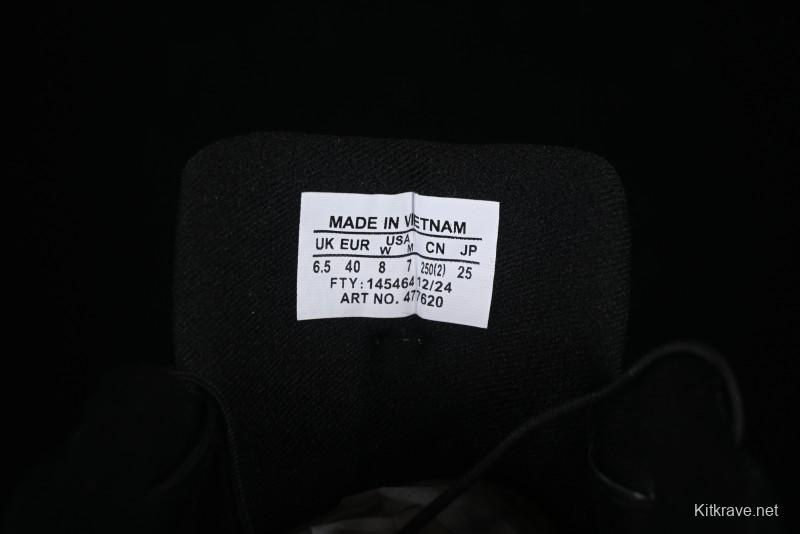 MADE IN VIETNAM
UK EUR USA CN JP
W M
6.5 40 8 7 250(2) 25
FTY: 145464 12/24
ART NO. 477620
Kitkrave.net